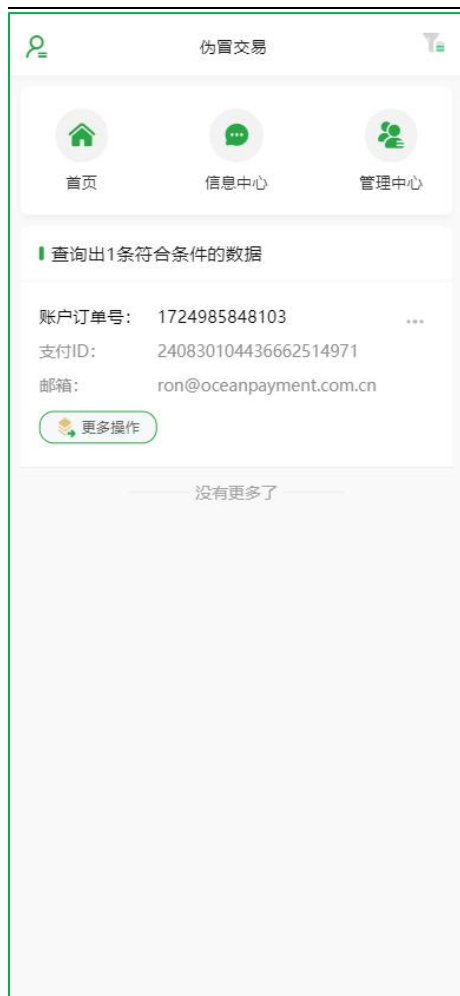 伪冒交易
首页 信息中心 管理中心
查询出1条符合条件的数据
账户订单号： 1724985848103
支付ID： 240830104436662514971
邮箱： ron@oceanpayment.com.cn
更多操作
没有更多了